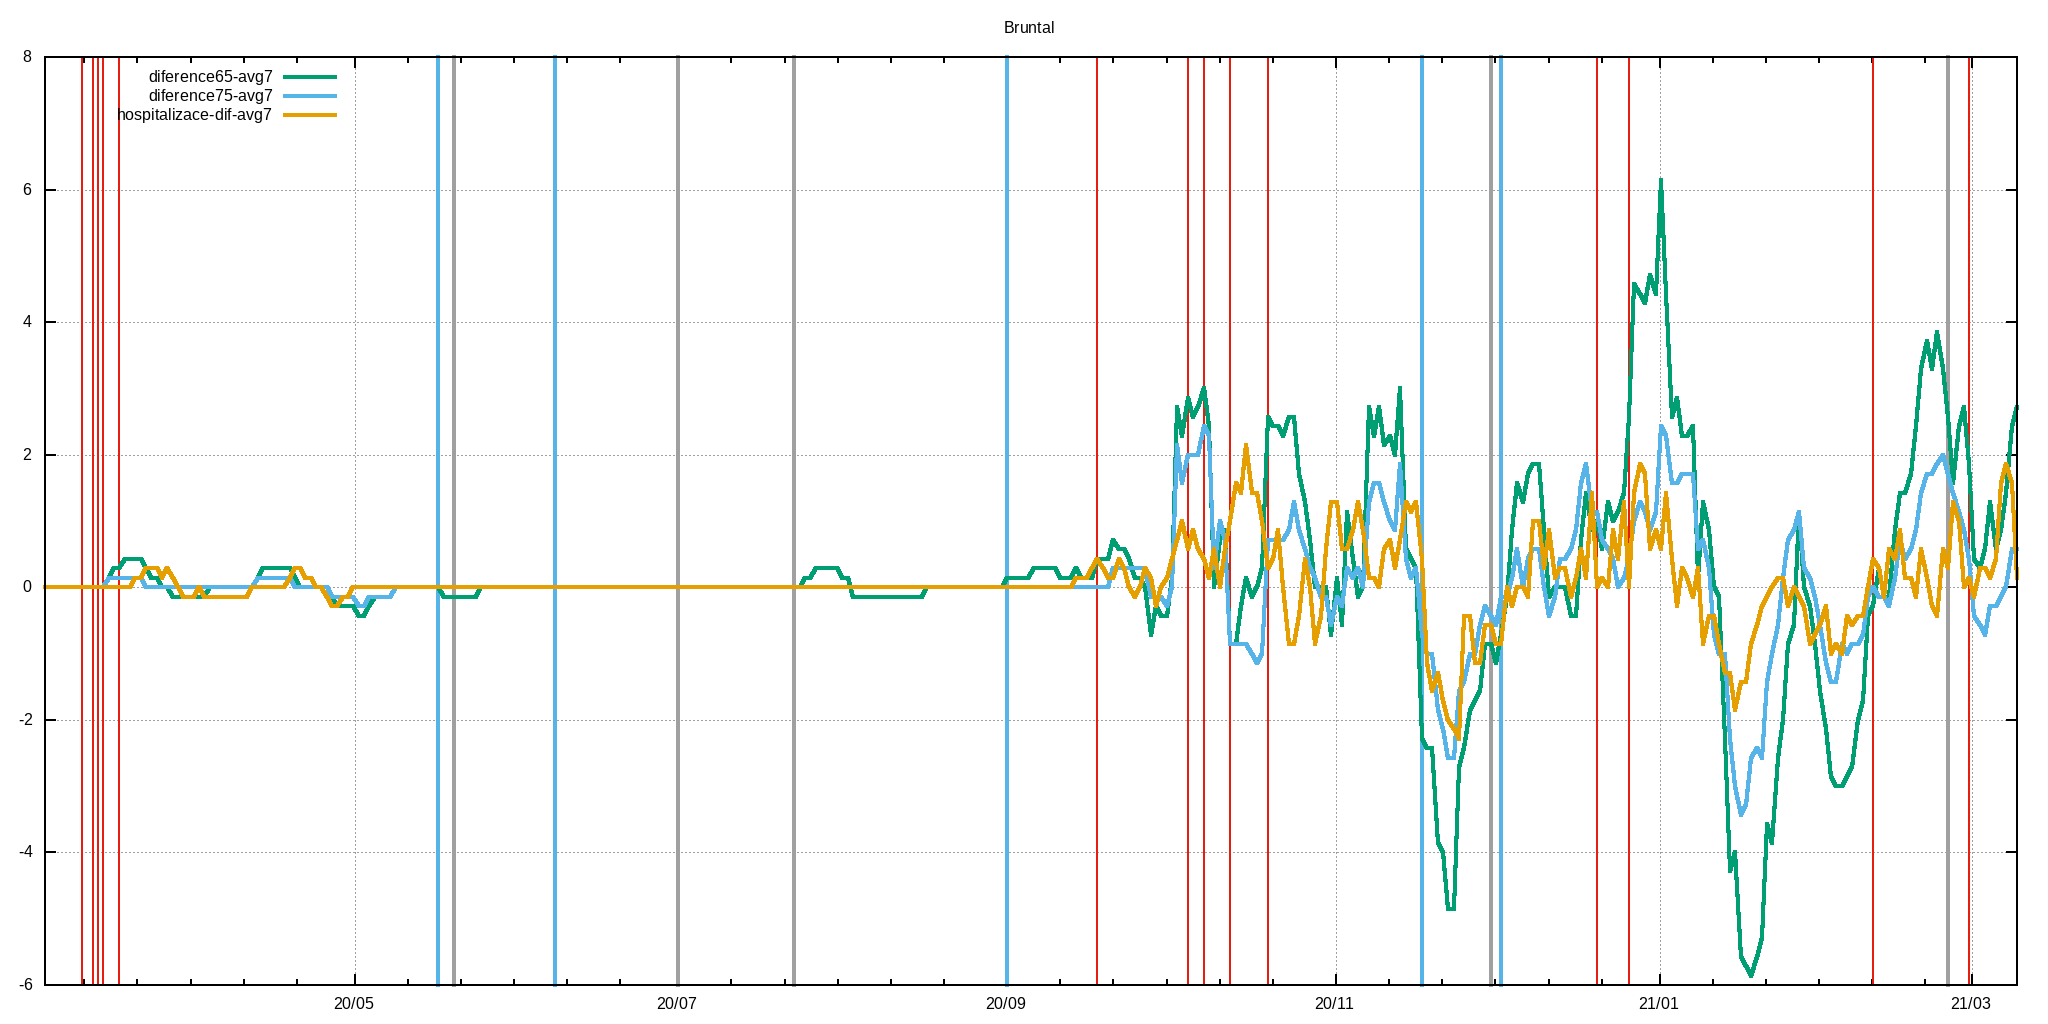 Bruntal
8
diference65-avg7
diference75-avg7
hospitalizace-dif-avg7
6
4
2
0
-2
-4
-6
20/05 20/07 20/09 20/11 21/01 21/03